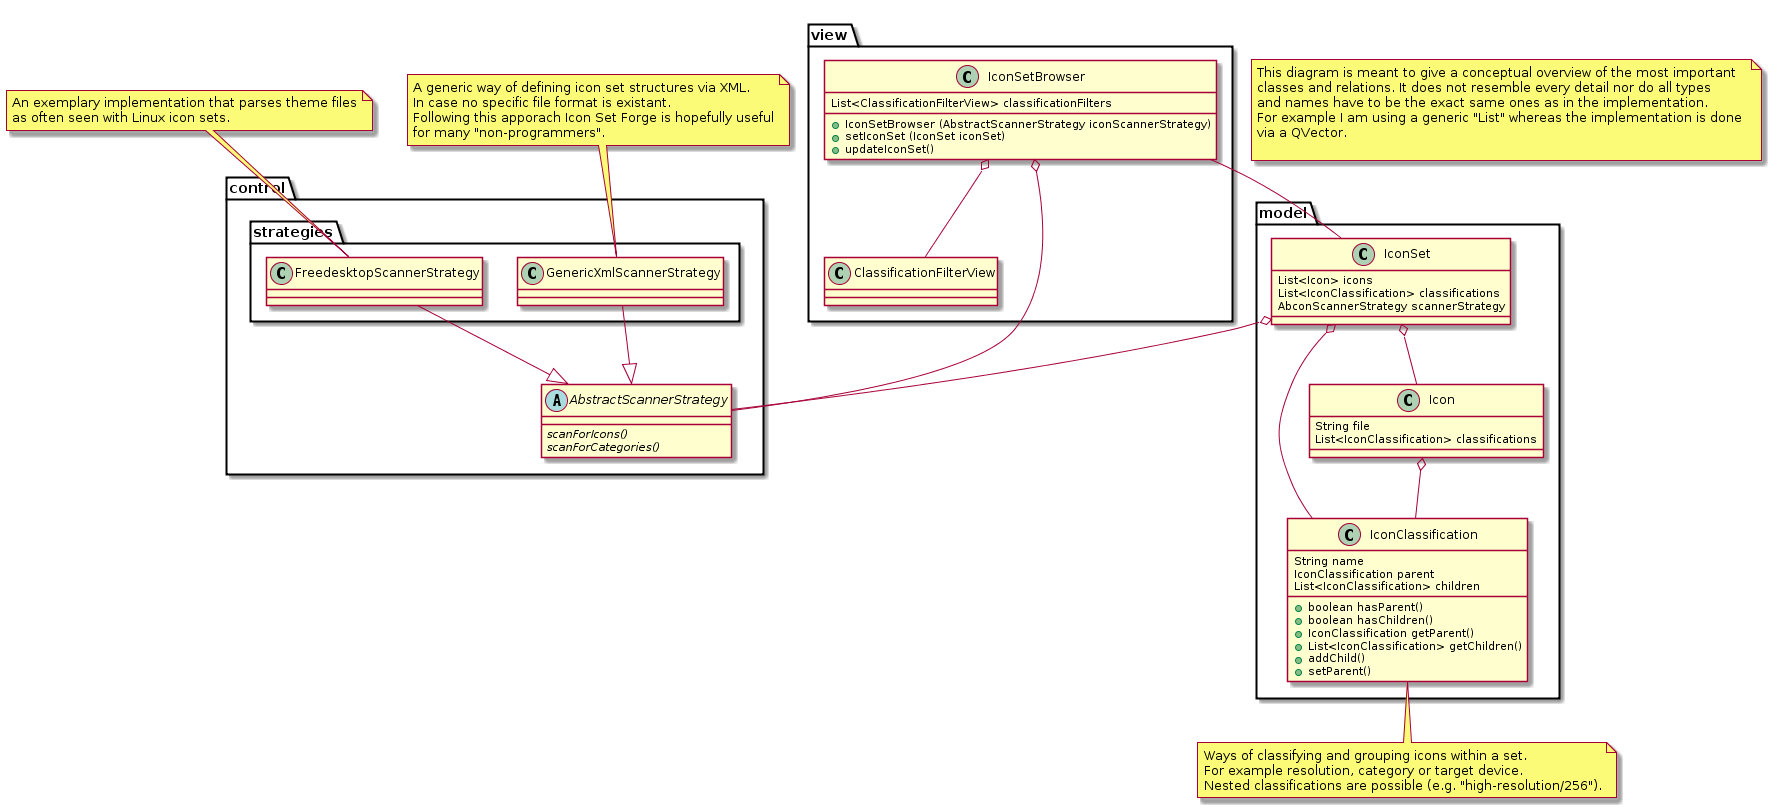 view
C IconSetBrowser
List<ClassificationFilterView> classificationFilters
IconSetBrowser (AbstractScannerStrategy iconScannerStrategy)
setIconSet (IconSet iconSet)
updateIconSet()
This diagram is meant to give a conceptual overview of the most important
classes and relations. It does not resemble every detail nor do all types
and names have to be the exact same ones as in the implementation.
For example I am using a generic "List" whereas the implementation is done
via a QVector.
A generic way of defining icon set structures via XML.
In case no specific file format is existant.
Following this apporach Icon Set Forge is hopefully useful
for many "non-programmers".
An exemplary implementation that parses theme files
as often seen with Linux icon sets.
control
strategies
C FreedesktopScannerStrategy
C GenericXmlScannerStrategy
C ClassificationFilterView
model
C IconSet
List<Icon> icons
List<IconClassification> classifications
AbconScannerStrategy scannerStrategy
A AbstractScannerStrategy
scanForIcons()
scanForCategories()
C Icon
String file
List<IconClassification> classifications
C IconClassification
String name
IconClassification parent
List<IconClassification> children
boolean hasParent()
boolean hasChildren()
IconClassification getParent()
List<IconClassification> getChildren()
addChild()
setParent()
Ways of classifying and grouping icons within a set.
For example resolution, category or target device.
Nested classifications are possible (e.g. "high-resolution/256").